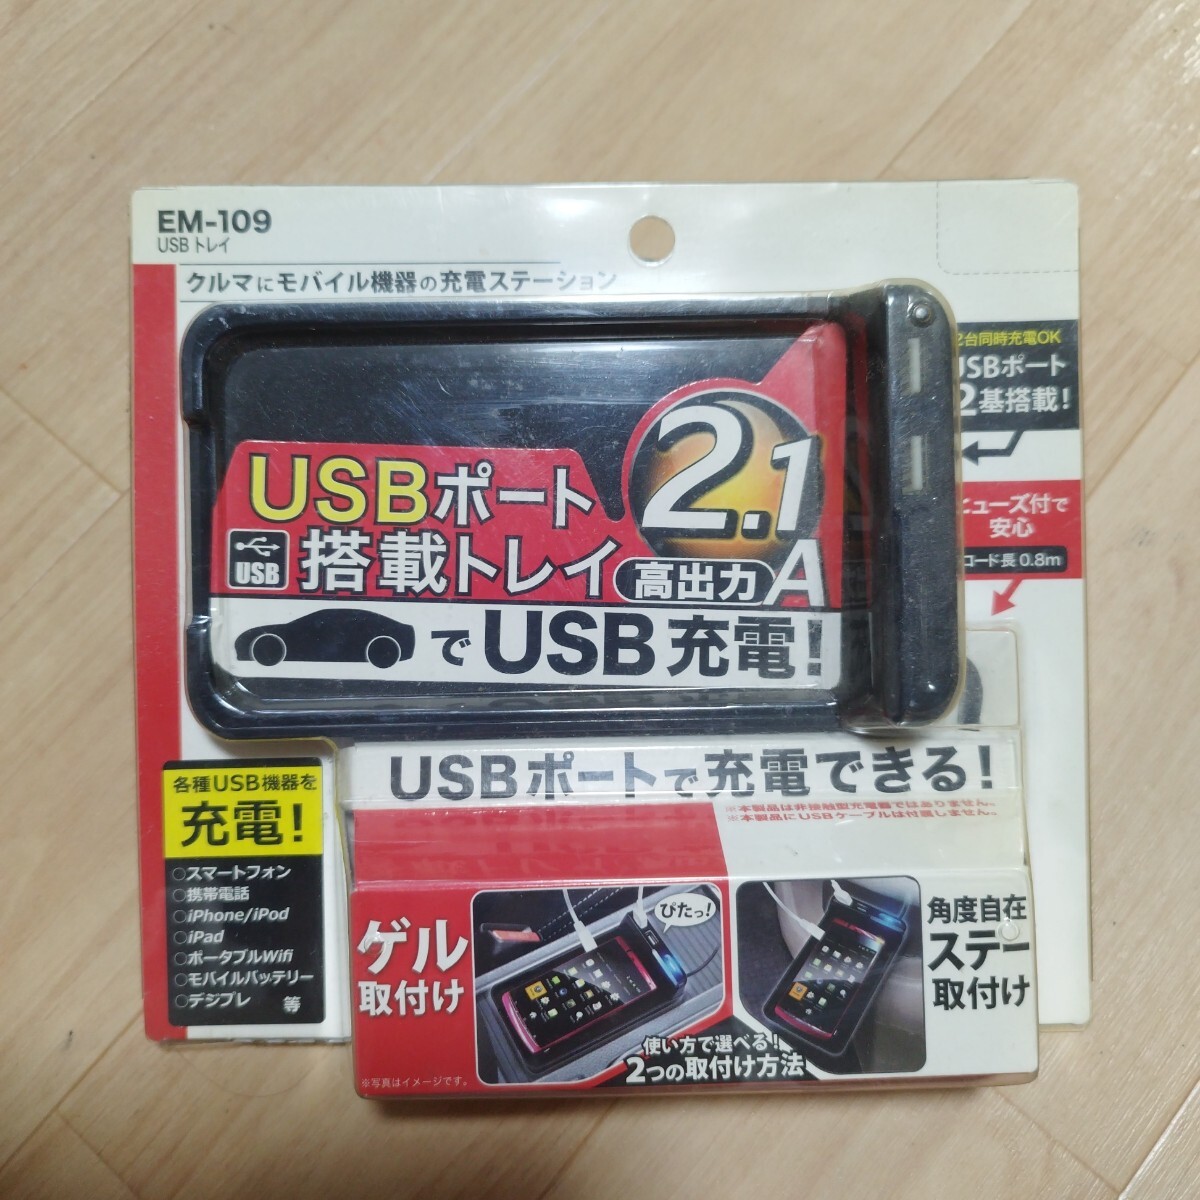 EM-109
USB トレイ
クルマにモバイル機器の充電ステーション
2台同時充電OK
USBポート
2基搭載!
ヒューズ付で
安心
コード長 0.8m
2.1
A
高出力
USBポート
搭載トレイ
USB
でUSB充電!
USBポートで充電できる!
※本製品は非接触型充電器ではありません。
※本製品にUSBケーブルは付属しません。
各種USB機器を
充電!
○スマートフォン
○携帯電話
○iPhone/iPod
○iPad
○ポータブルWifi
○モバイルバッテリー
○デジプレ 等
ゲル
取付け
ぴたっ!
角度自在
ステー
取付け
使い方で選べる!
2つの取付け方法
※写真はイメージです。